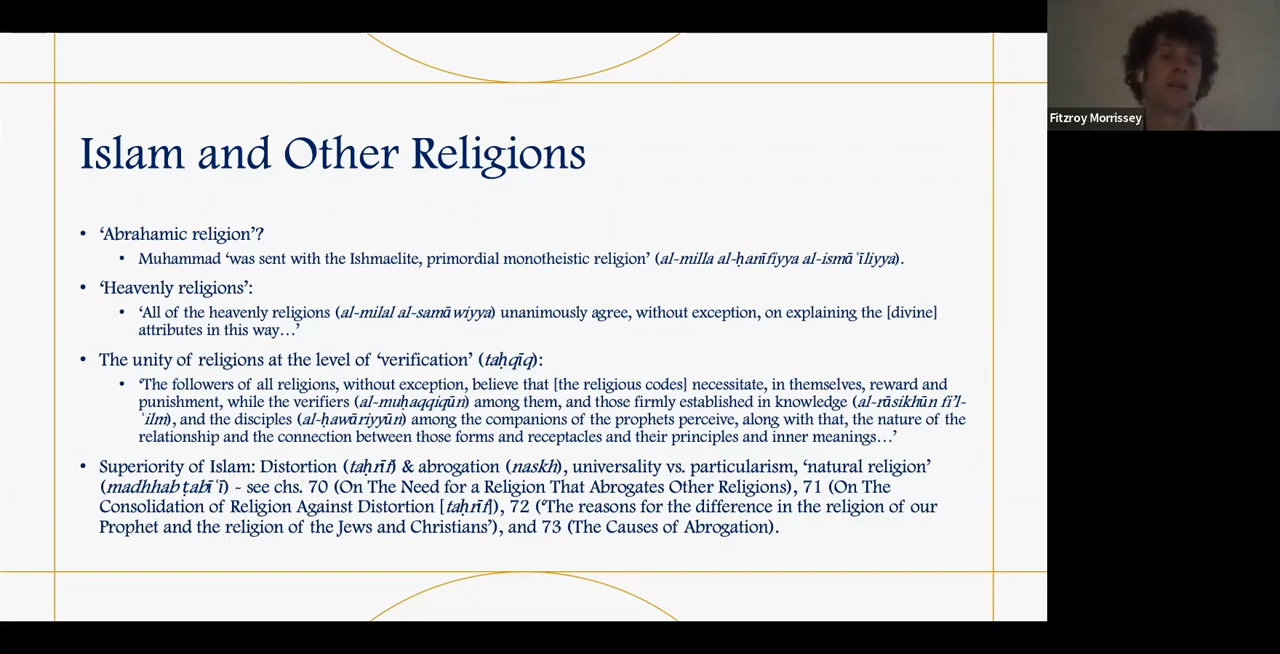 Islam and Other Religions
• ‘Abrahamic religion’?
• Muhammad ‘was sent with the Ishmaelite, primordial monotheistic religion’ (al-milla al-ḥanīfiyya al-ismāʿīliyya).
• ‘Heavenly religions’:
• ‘All of the heavenly religions (al-milal al-samāwiyya) unanimously agree, without exception, on explaining the [divine]
attributes in this way…’
• The unity of religions at the level of ‘verification’ (taḥqīq):
• ‘The followers of all religions, without exception, believe that [the religious codes] necessitate, in themselves, reward and
punishment, while the verifiers (al-muḥaqqiqūn) among them, and those firmly established in knowledge (al-rāsikhūn fi’l-
ʿilm), and the disciples (al-ḥawāriyyūn) among the companions of the prophets perceive, along with that, the nature of the
relationship and the connection between those forms and receptacles and their principles and inner meanings…’
• Superiority of Islam: Distortion (taḥrīf) & abrogation (naskh), universality vs. particularism, ‘natural religion’
(madhhab ṭabīʿī) - see chs. 70 (On The Need for a Religion That Abrogates Other Religions), 71 (On The
Consolidation of Religion Against Distortion [taḥrīf]), 72 (‘The reasons for the difference in the religion of our
Prophet and the religion of the Jews and Christians’), and 73 (The Causes of Abrogation).
Fitzroy Morrissey